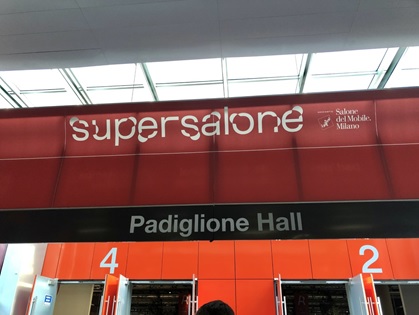 supersalone
Salone
del Mobile.
Milano
Padiglione Hall
4
2